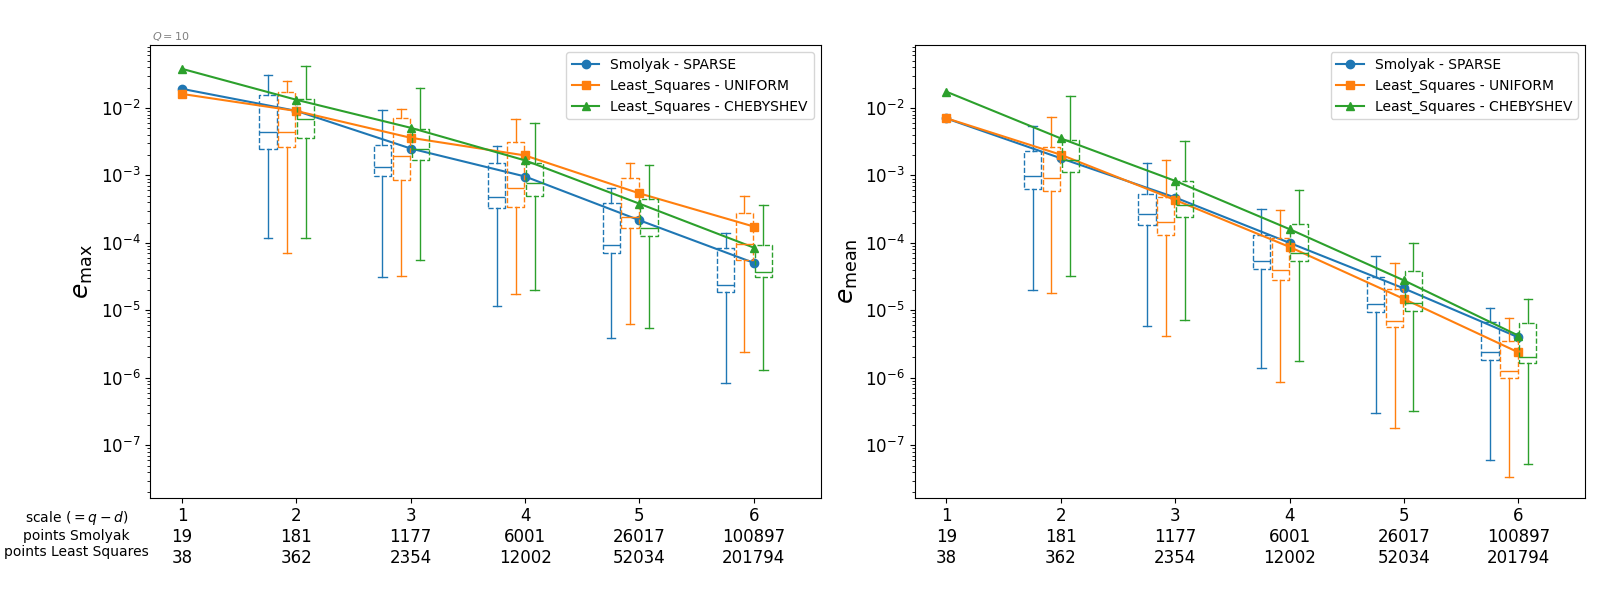 Q = 10
Smolyak - SPARSE
Least_Squares - UNIFORM
Least_Squares - CHEBYSHEV
10⁻²
10⁻³
10⁻⁴
10⁻⁵
10⁻⁶
10⁻⁷
e_max
scale (= q − d) 1 2 3 4 5 6
points Smolyak 19 181 1177 6001 26017 100897
points Least Squares 38 362 2354 12002 52034 201794
Smolyak - SPARSE
Least_Squares - UNIFORM
Least_Squares - CHEBYSHEV
10⁻²
10⁻³
10⁻⁴
10⁻⁵
10⁻⁶
10⁻⁷
e_mean
1 2 3 4 5 6
19 181 1177 6001 26017 100897
38 362 2354 12002 52034 201794